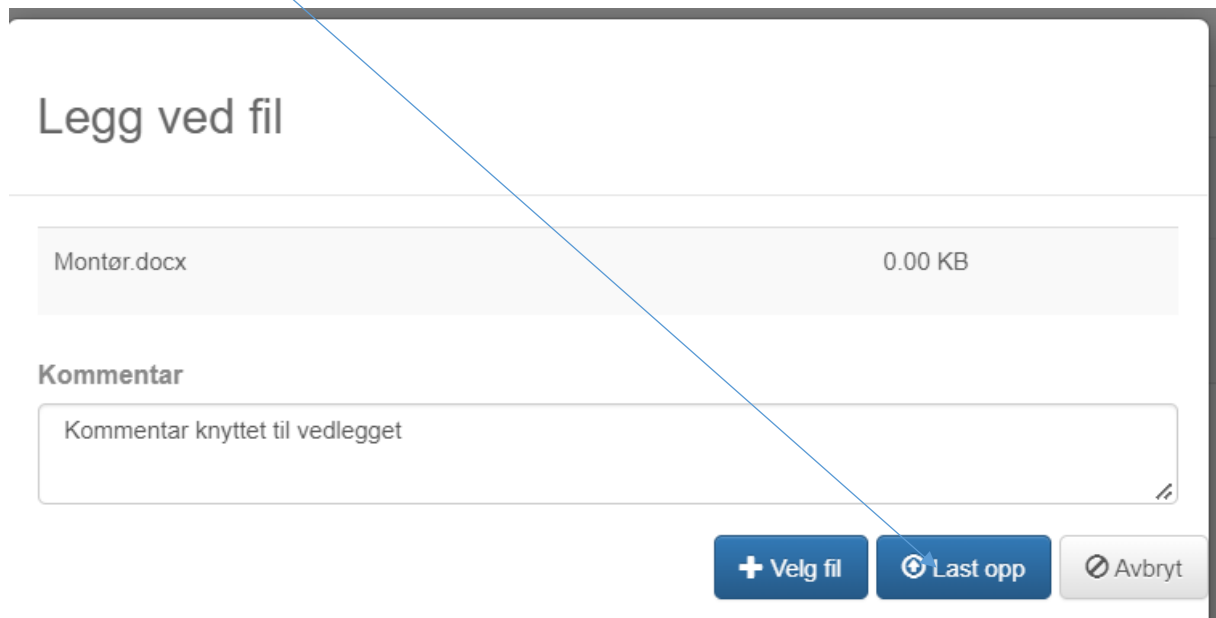 Legg ved fil
Montør.docx 0.00 KB
Kommentar
Kommentar knyttet til vedlegget
Velg fil Last opp Avbryt